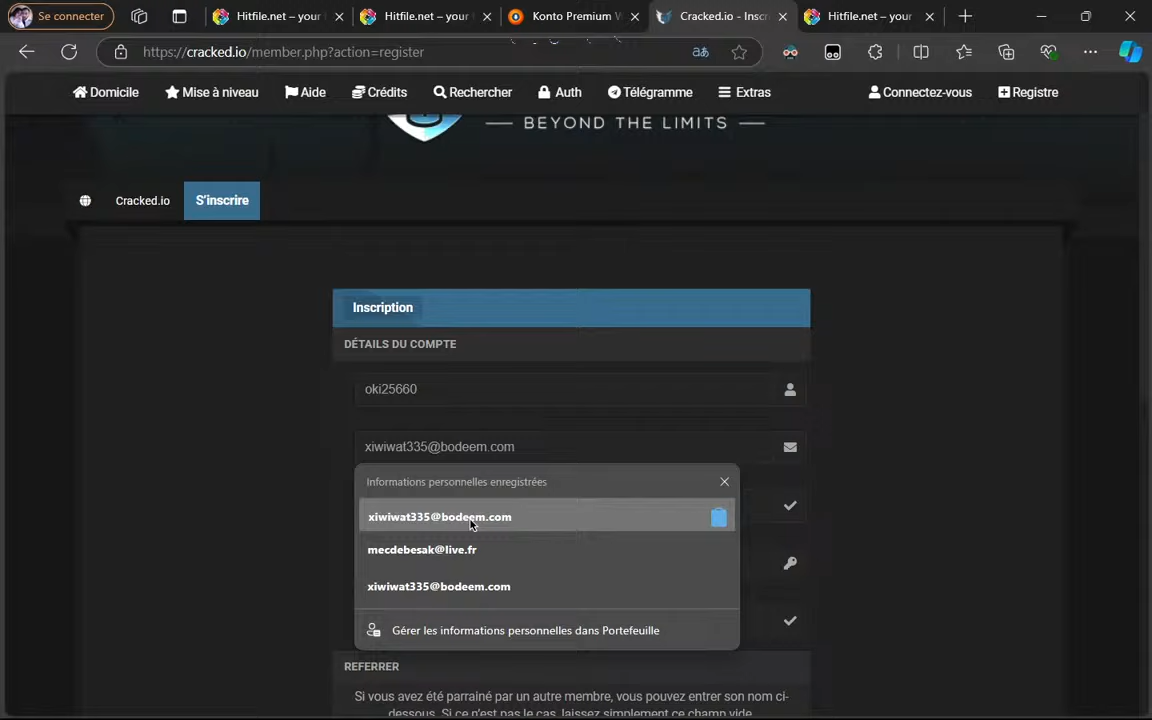 Se connecter
Hitfile.net – your
Hitfile.net – your
Konto Premium W
Cracked.io - Inscr
Hitfile.net – your
https://cracked.io/member.php?action=register
aあ
Domicile
Mise à niveau
Aide
Crédits
Rechercher
Auth
Télégramme
Extras
Connectez-vous
Registre
BEYOND THE LIMITS
Cracked.io
S'inscrire
Inscription
DÉTAILS DU COMPTE
oki25660
xiwiwat335@bodeem.com
Informations personnelles enregistrées
xiwiwat335@bodeem.com
mecdebesak@live.fr
xiwiwat335@bodeem.com
Gérer les informations personnelles dans Portefeuille
REFERRER
Si vous avez été parrainé par un autre membre, vous pouvez entrer son nom ci-
dessous. Si ce n'est pas le cas, laissez simplement ce champ vide.